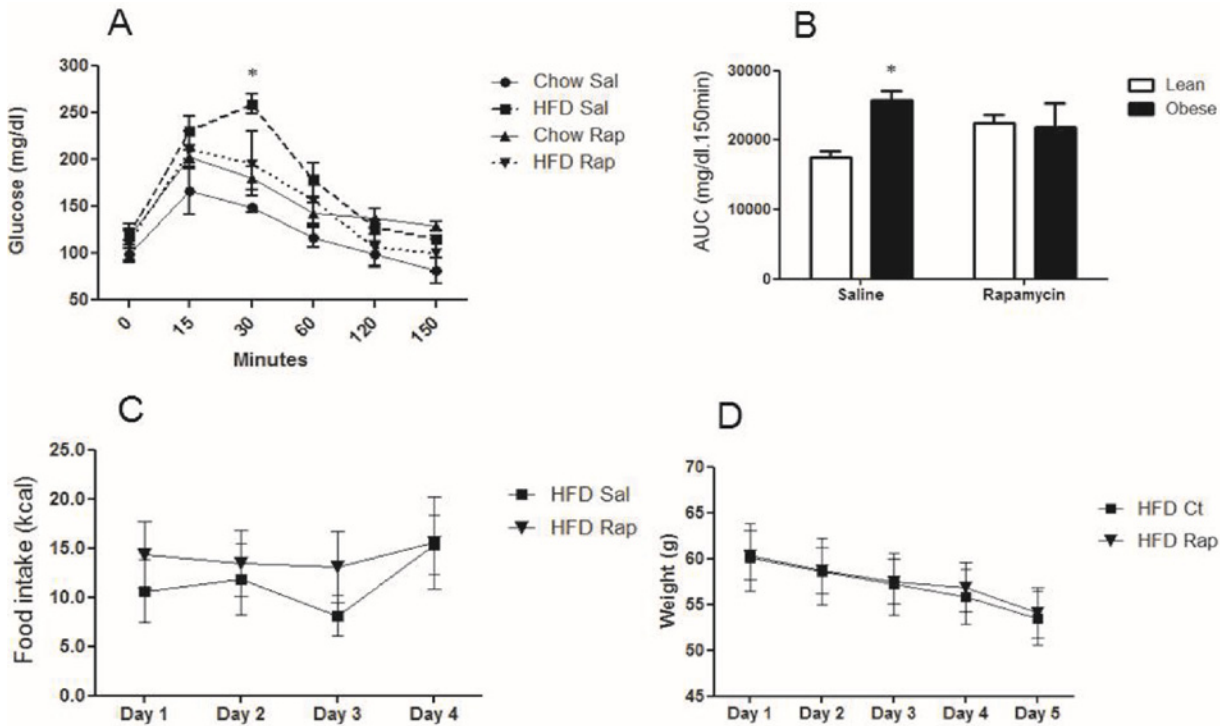 A
300
250
200
150
100
50
Glucose (mg/dl)
*
0 15 30 60 120 150
Minutes
Chow Sal
HFD Sal
Chow Rap
HFD Rap
B
30000
20000
10000
0
AUC (mg/dl.150min)
*
Saline Rapamycin
Lean
Obese
C
25.0
20.0
15.0
10.0
5.0
0.0
Food intake (kcal)
Day 1 Day 2 Day 3 Day 4
HFD Sal
HFD Rap
D
70
65
60
55
50
45
Weight (g)
Day 1 Day 2 Day 3 Day 4 Day 5
HFD Ct
HFD Rap